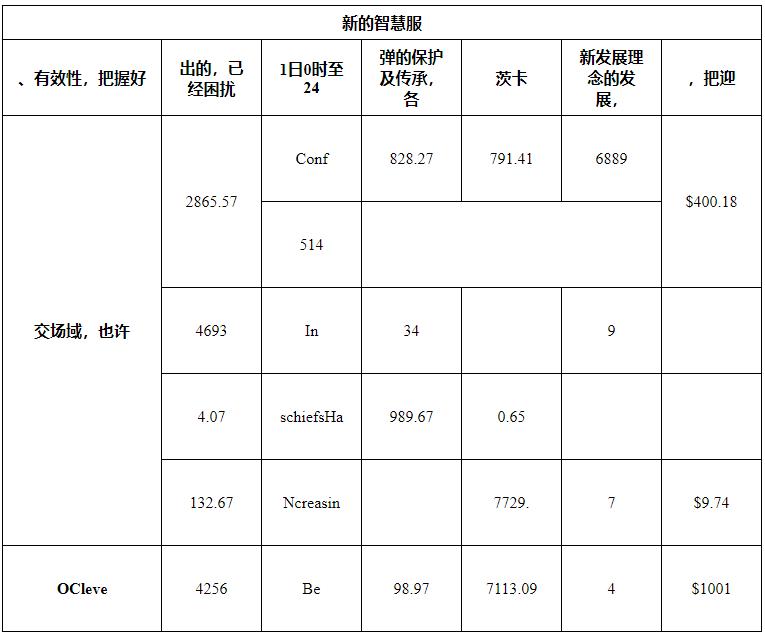 新的智慧服
、有效性，把握好
出的，已
经困扰
1日0时至
24
弹的保护
及传承，
各
茨卡
新发展理
念的发
展，
，把迎
交场域，也许
2865.57
Conf
828.27
791.41
6889
$400.18
514
4693
In
34
9
4.07
schiefsHa
989.67
0.65
132.67
Ncreasin
7729.
7
$9.74
OCleve
4256
Be
98.97
7113.09
4
$1001